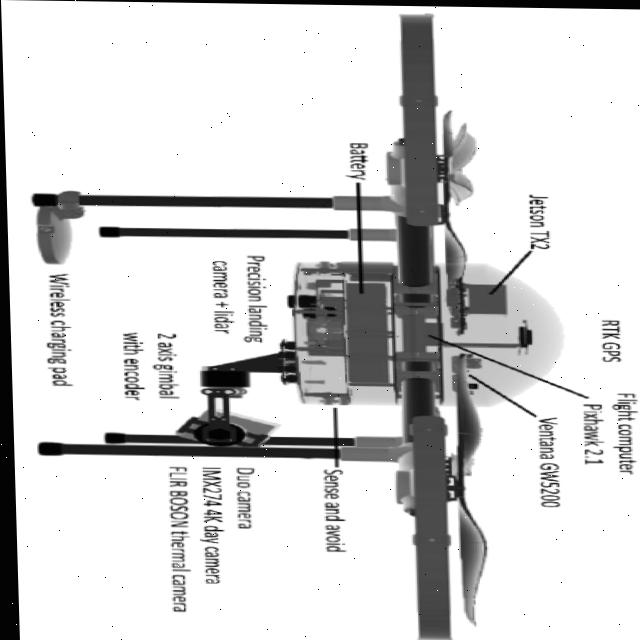 RTK GPS
Flight computer
Pixhawk 2.1
Jetson TX2
Ventana GW5200
Battery
Sense and avoid
Precision landing
camera + lidar
Duo camera
IMX274 4K day camera
FLIR BOSON thermal camera
2 axis gimbal
with encoder
Wireless charging pad